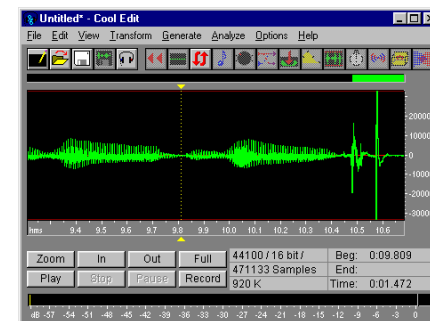 Untitled* - Cool Edit
File Edit View Transform Generate Analyze Options Help
20000
10000
0
-10000
-20000
-30000
hms 9.4 9.5 9.6 9.7 9.8 9.9 10.0 10.1 10.2 10.3 10.4 10.5 10.6
Zoom In Out Full 44100 / 16 bit / Beg: 0:09.809
471133 Samples End:
Play Stop Pause Record 920 K Time: 0:01.472
dB -57 -54 -51 -48 -45 -42 -39 -36 -33 -30 -27 -24 -21 -18 -15 -12 -9 -6 -3 0